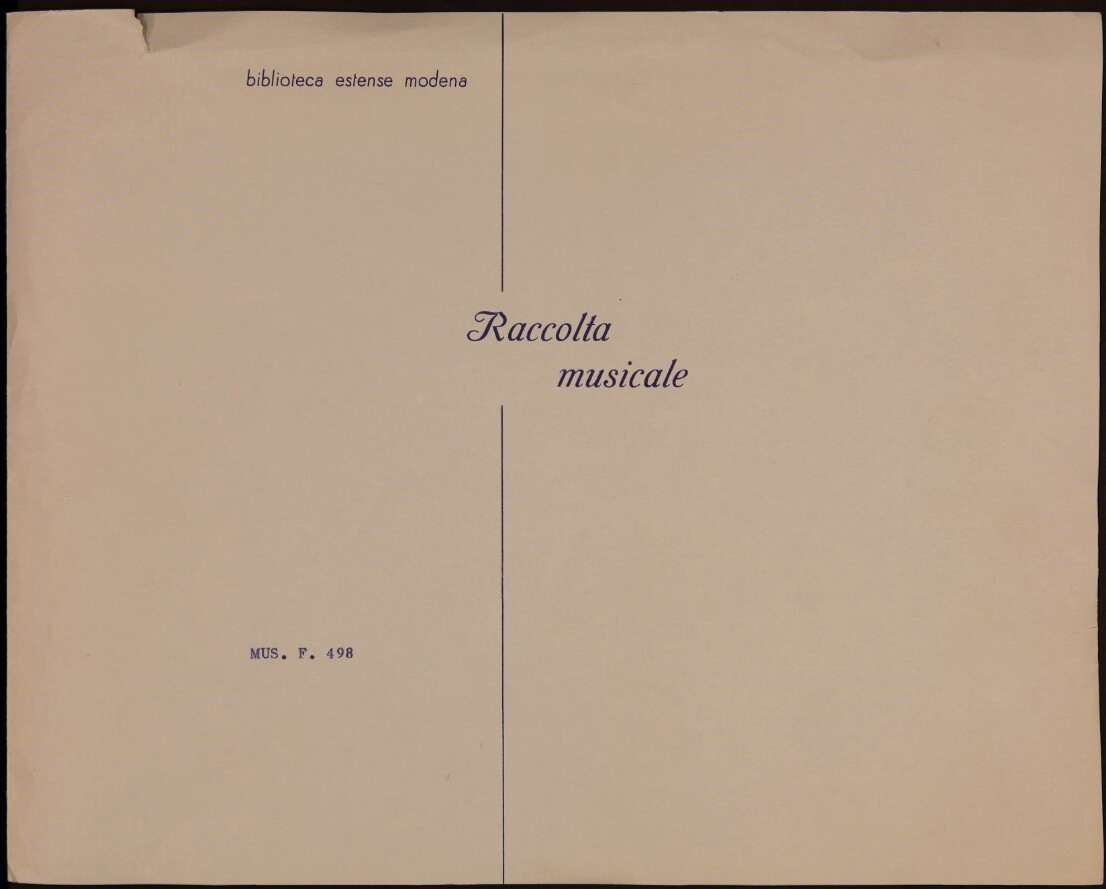 biblioteca estense modena
Raccolta
musicale
MUS. F. 498